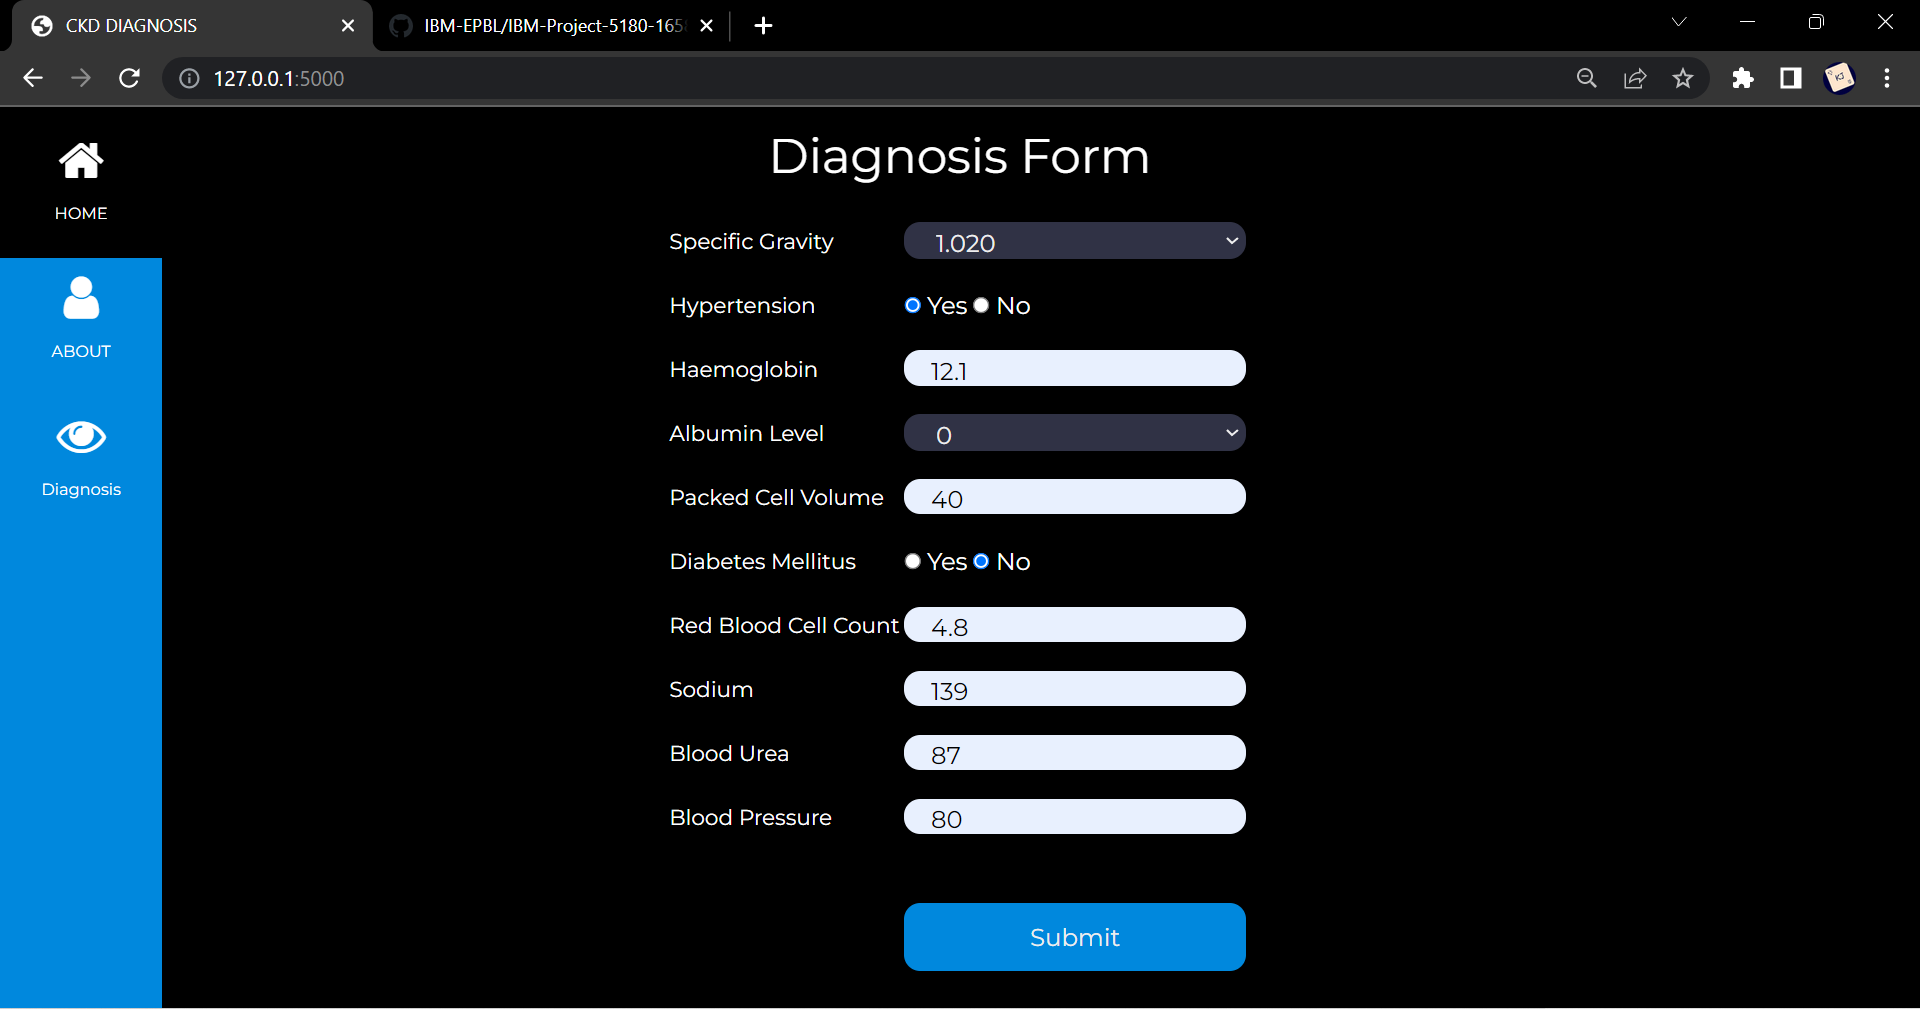 CKD DIAGNOSIS
IBM-EPBL/IBM-Project-5180-165
127.0.0.1:5000
HOME
ABOUT
Diagnosis
Diagnosis Form
Specific Gravity 1.020
Hypertension Yes No
Haemoglobin 12.1
Albumin Level 0
Packed Cell Volume 40
Diabetes Mellitus Yes No
Red Blood Cell Count 4.8
Sodium 139
Blood Urea 87
Blood Pressure 80
Submit